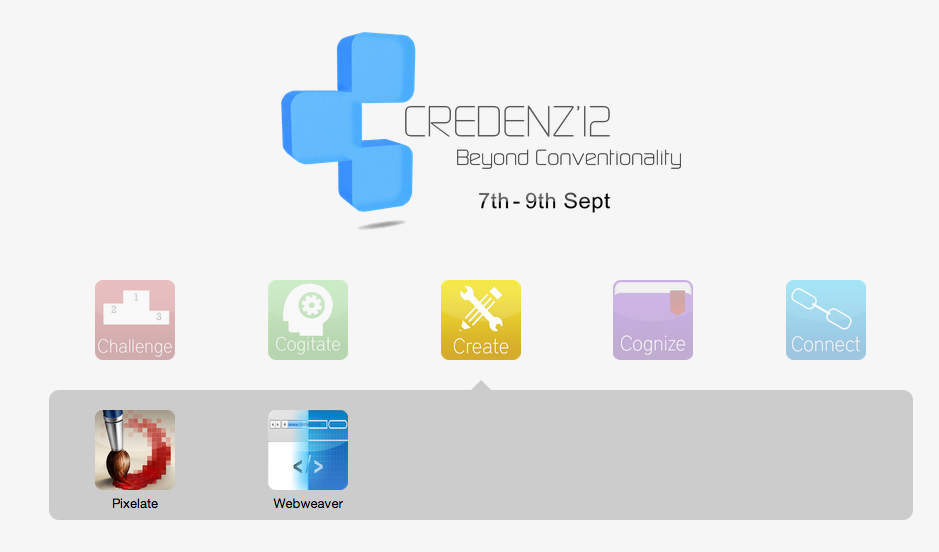 CREDENZ'12
Beyond Conventionality
7th - 9th Sept
1
2
3
Challenge
Cogitate
Create
Cognize
Connect
</>
Pixelate
Webweaver